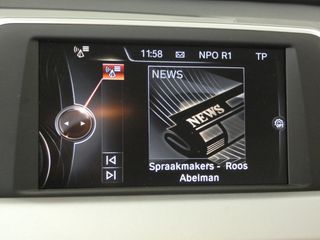 11:58 NPO R1 TP
NEWS
NEWS
Spraakmakers - Roos
Abelman